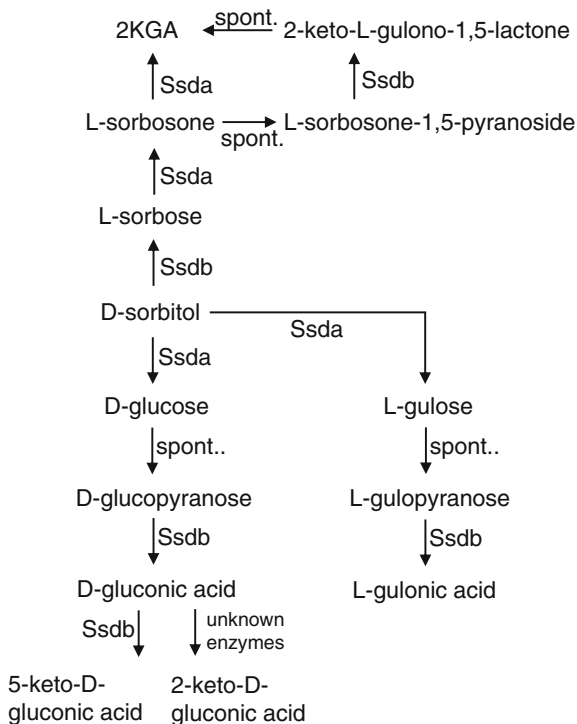 2KGA
spont.
2-keto-L-gulono-1,5-lactone
Ssda
Ssdb
L-sorbosone
spont.
L-sorbosone-1,5-pyranoside
Ssda
L-sorbose
Ssdb
D-sorbitol
Ssda
Ssda
D-glucose
L-gulose
spont..
spont..
D-glucopyranose
L-gulopyranose
Ssdb
Ssdb
D-gluconic acid
L-gulonic acid
Ssdb
unknown
enzymes
5-keto-D-
gluconic acid
2-keto-D-
gluconic acid